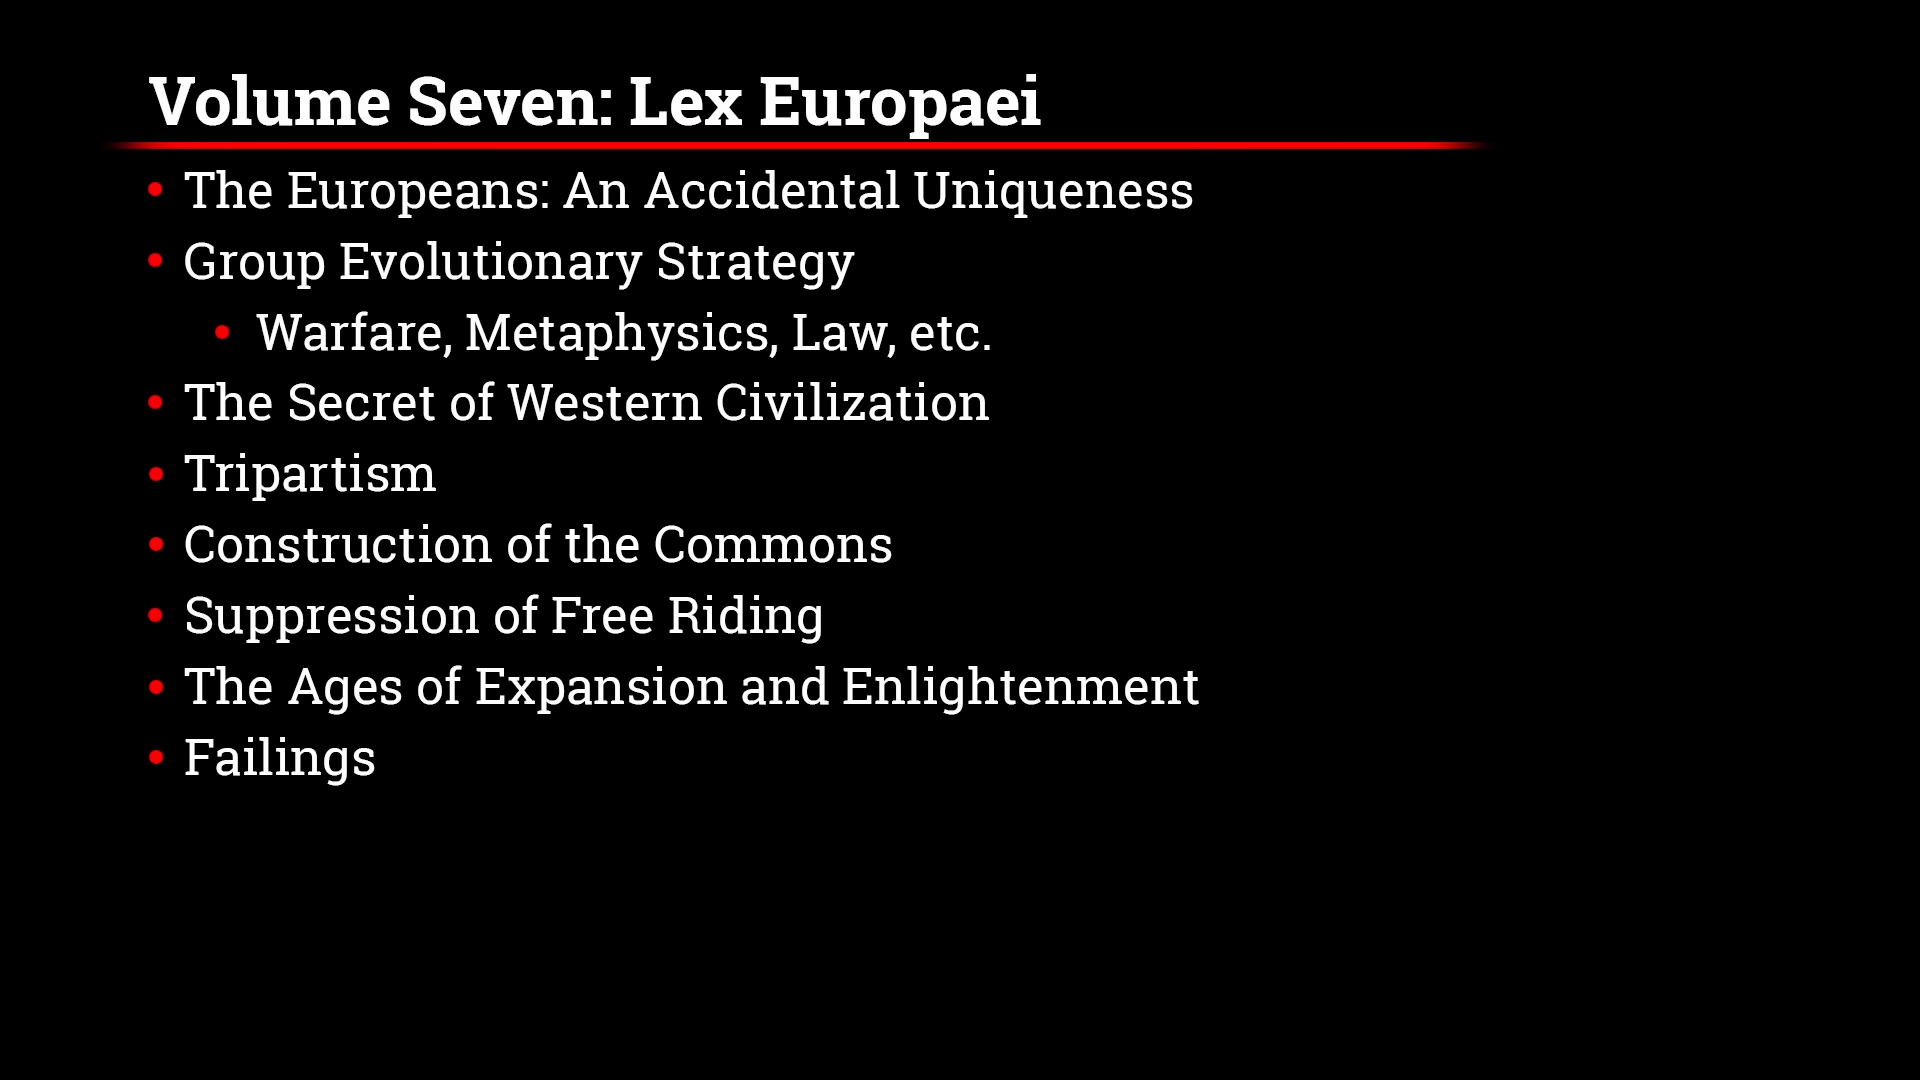 Volume Seven: Lex Europaei
• The Europeans: An Accidental Uniqueness
• Group Evolutionary Strategy
• Warfare, Metaphysics, Law, etc.
• The Secret of Western Civilization
• Tripartism
• Construction of the Commons
• Suppression of Free Riding
• The Ages of Expansion and Enlightenment
• Failings